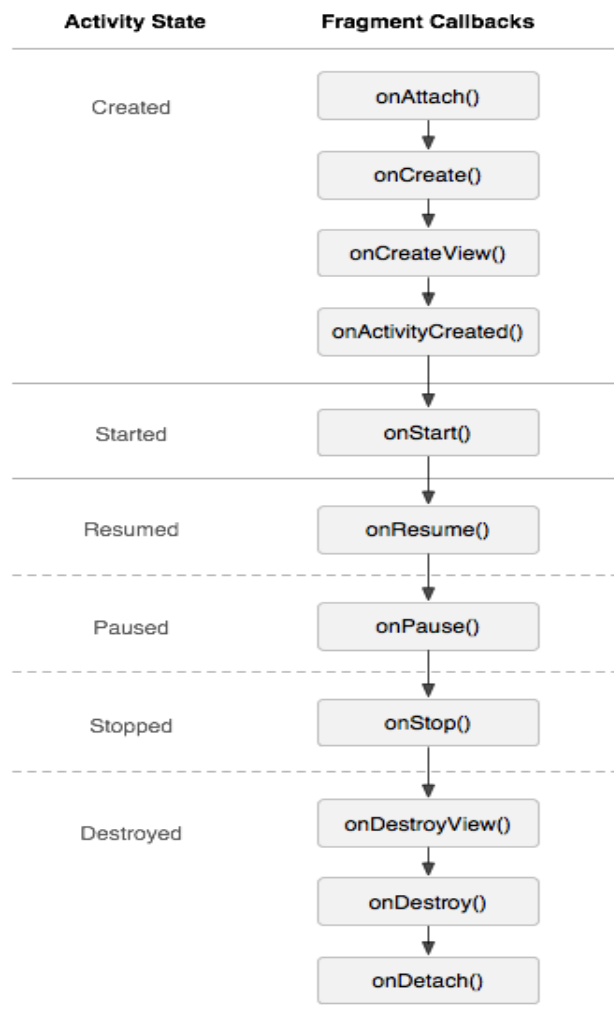 Activity State Fragment Callbacks
Created
onAttach()
onCreate()
onCreateView()
onActivityCreated()
Started onStart()
Resumed onResume()
Paused onPause()
Stopped onStop()
Destroyed
onDestroyView()
onDestroy()
onDetach()